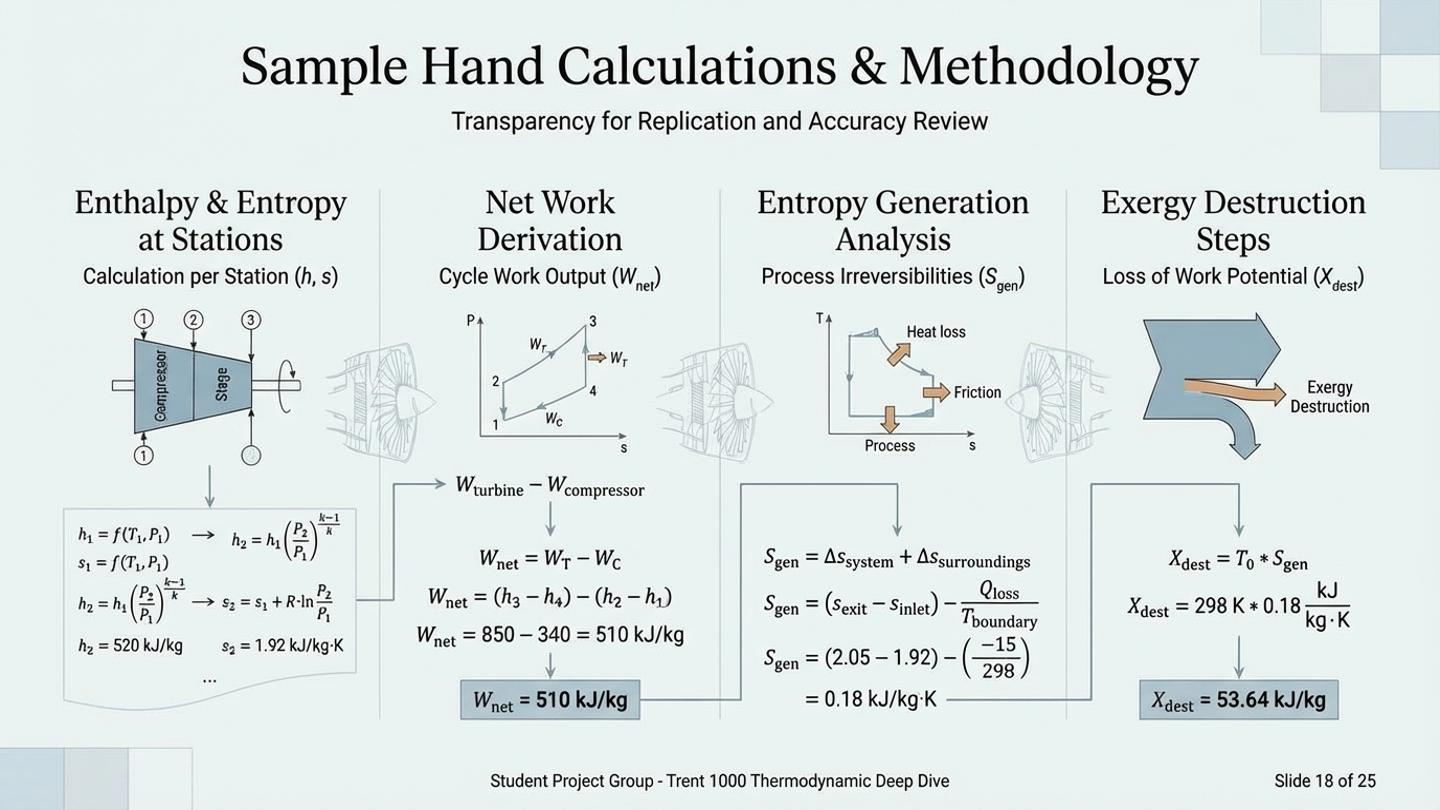 Sample Hand Calculations & Methodology
Transparency for Replication and Accuracy Review
Enthalpy & Entropy
at Stations
Calculation per Station (h, s)
1 2 3
Compressor
Stage
1
h₁ = f(T₁, P₁) → h₂ = h₁(P₂/P₁)^((k−1)/k)
s₁ = f(T₁, P₁)
h₂ = h₁(P₂/P₁)^((k−1)/k) → s₂ = s₁ + R·ln P₂/P₁
h₂ = 520 kJ/kg s₂ = 1.92 kJ/kg·K
...
Net Work
Derivation
Cycle Work Output (W_net)
P
3
W_T
W_T
2
4
1
W_C
s
W_turbine − W_compressor
W_net = W_T − W_C
W_net = (h₃ − h₄) − (h₂ − h₁)
W_net = 850 − 340 = 510 kJ/kg
W_net = 510 kJ/kg
Entropy Generation
Analysis
Process Irreversibilities (S_gen)
T
Heat loss
Friction
Process
s
S_gen = Δs_system + Δs_surroundings
S_gen = (s_exit − s_inlet) − Q_loss/T_boundary
S_gen = (2.05 − 1.92) − (−15/298)
= 0.18 kJ/kg·K
Exergy Destruction
Steps
Loss of Work Potential (X_dest)
Exergy
Destruction
X_dest = T₀ * S_gen
X_dest = 298 K * 0.18 kJ/kg·K
X_dest = 53.64 kJ/kg
Student Project Group - Trent 1000 Thermodynamic Deep Dive
Slide 18 of 25